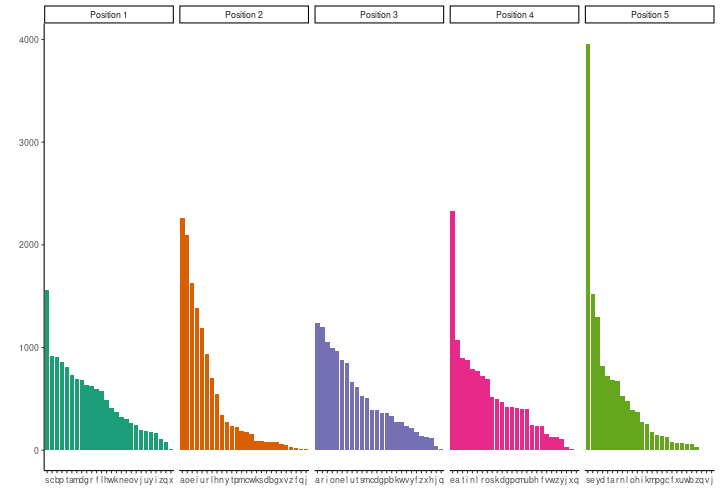 Position 1
Position 2
Position 3
Position 4
Position 5
4000
3000
2000
1000
0
scbptamdgrflhwkneovjuyizqx
aoeiurlhnytpmcwksdbgxvzfqj
arionelutsmcdgpbkwvyfzxhjq
eatinlroskdgpcmubhfvwzyjxq
seydtarnlohikmpgcfxuwbzqvj